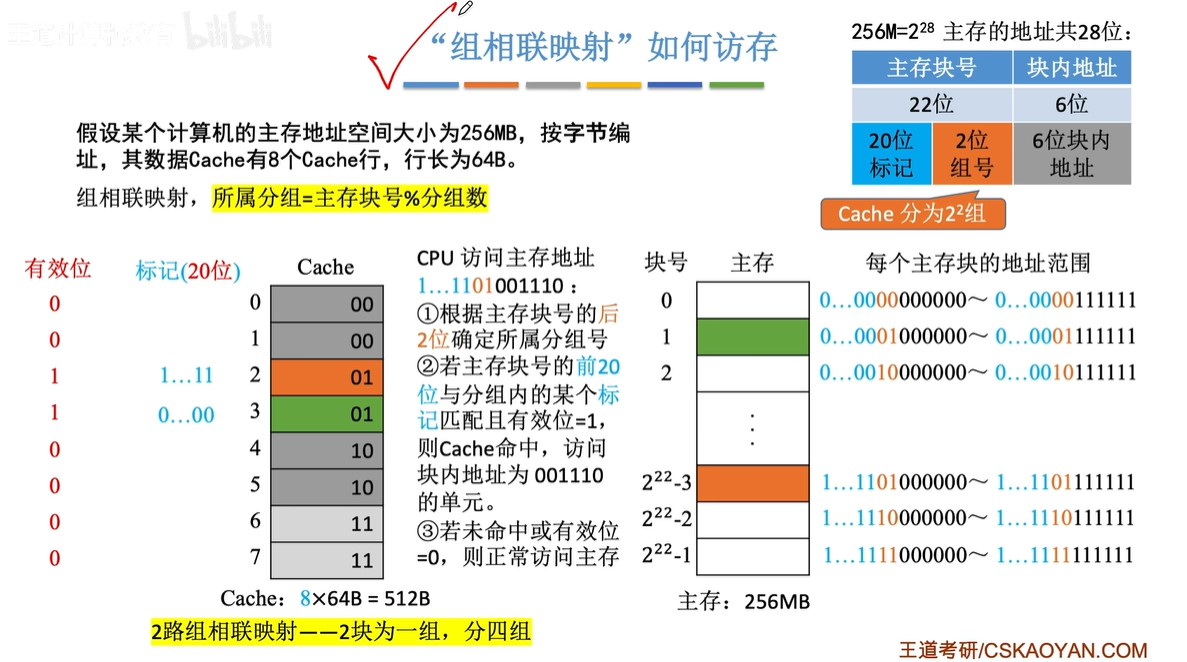 bilibili
“组相联映射”如何访存
256M=2²⁸ 主存的地址共28位：
主存块号 块内地址
22位 6位
20位标记 2位组号 6位块内地址
Cache 分为2²组
假设某个计算机的主存地址空间大小为256MB，按字节编
址，其数据Cache有8个Cache行，行长为64B。
组相联映射，所属分组=主存块号%分组数
有效位 标记(20位) Cache
0 0 00
0 1 00
1 1…11 2 01
1 0…00 3 01
0 4 10
0 5 10
0 6 11
0 7 11
Cache：8×64B = 512B
2路组相联映射——2块为一组，分四组
CPU 访问主存地址
1…1101001110：
①根据主存块号的后
2位确定所属分组号
②若主存块号的前20
位与分组内的某个标
记匹配且有效位=1，
则Cache命中，访问
块内地址为 001110
的单元。
③若未命中或有效位
=0，则正常访问主存
块号 主存 每个主存块的地址范围
0 0…0000000000～ 0…0000111111
1 0…0001000000～ 0…0001111111
2 0…0010000000～ 0…0010111111
⋮
2²²-3 1…1101000000～ 1…1101111111
2²²-2 1…1110000000～ 1…1110111111
2²²-1 1…1111000000～ 1…1111111111
主存：256MB
王道考研/CSKAOYAN.COM